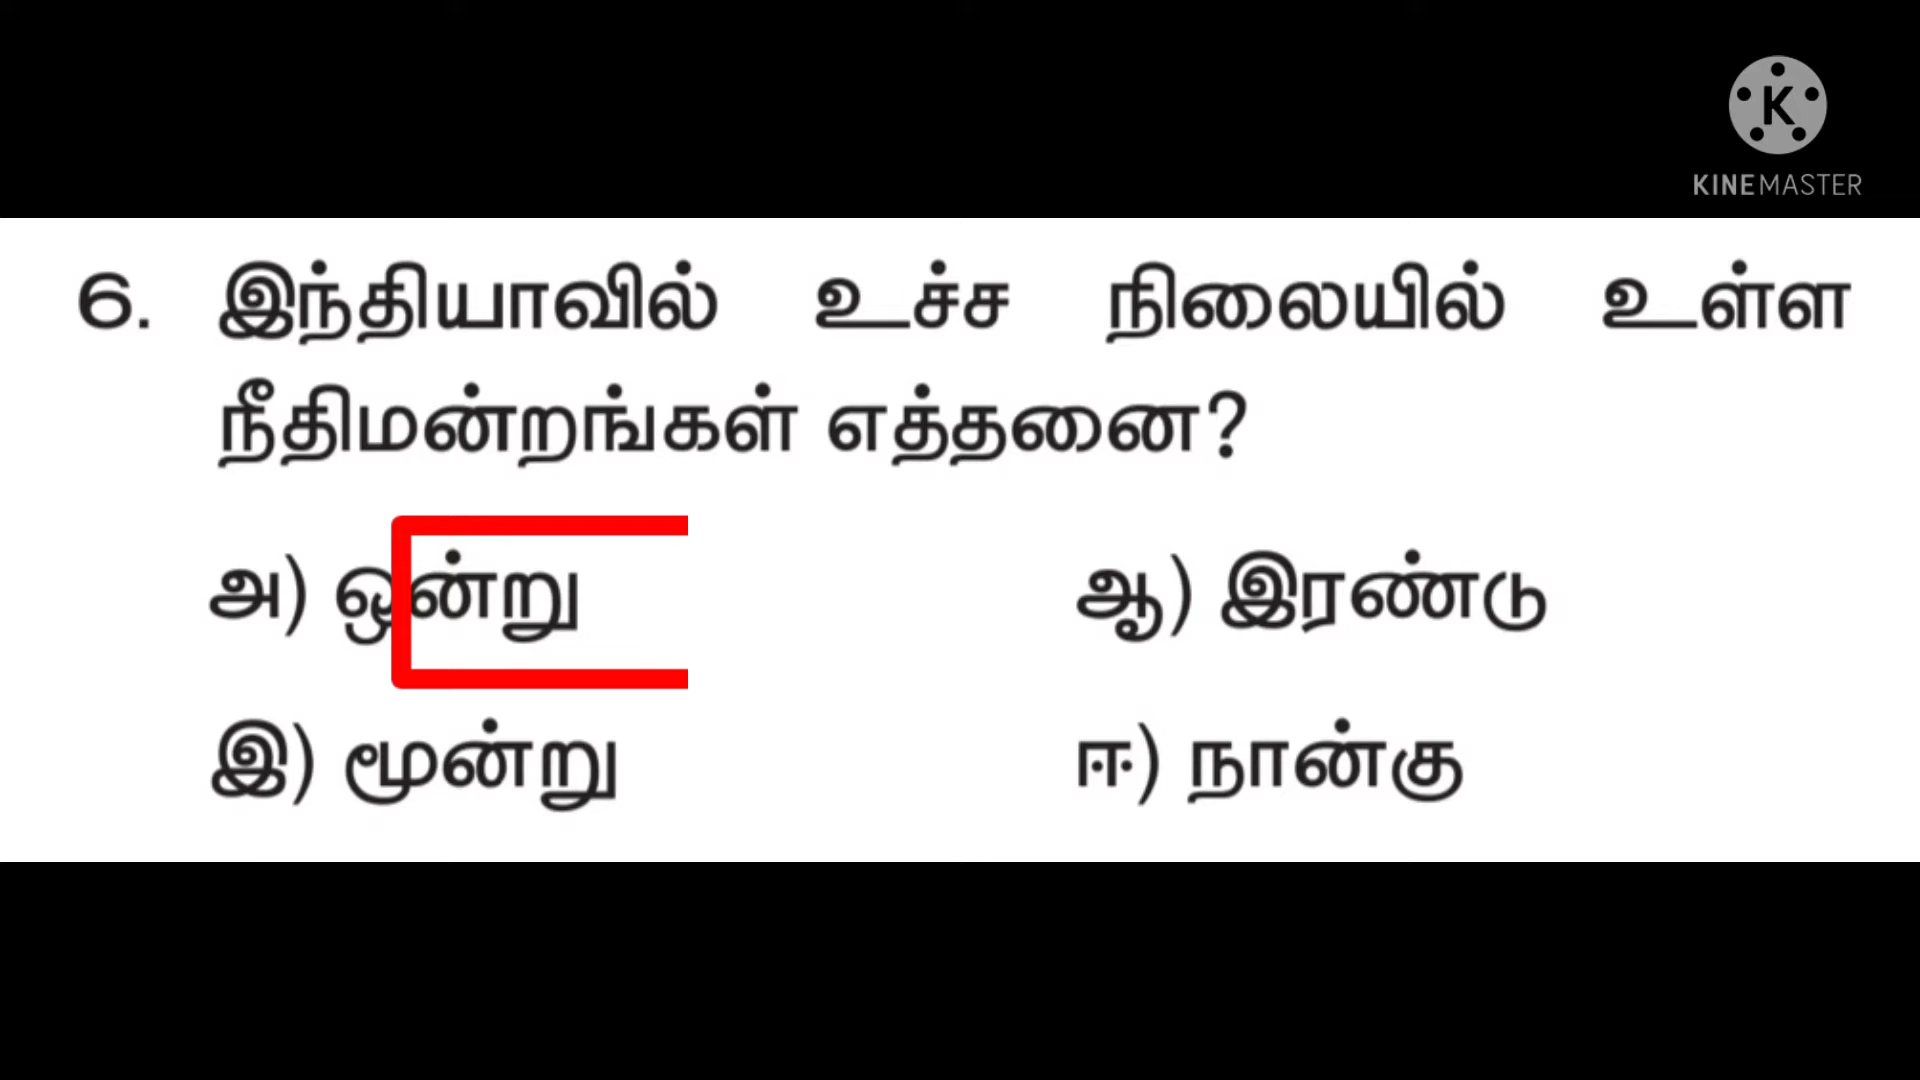 K
KINEMASTER
6. இந்தியாவில் உச்ச நிலையில் உள்ள
நீதிமன்றங்கள் எத்தனை?
அ) ஒன்று ஆ) இரண்டு
இ) மூன்று ஈ) நான்கு